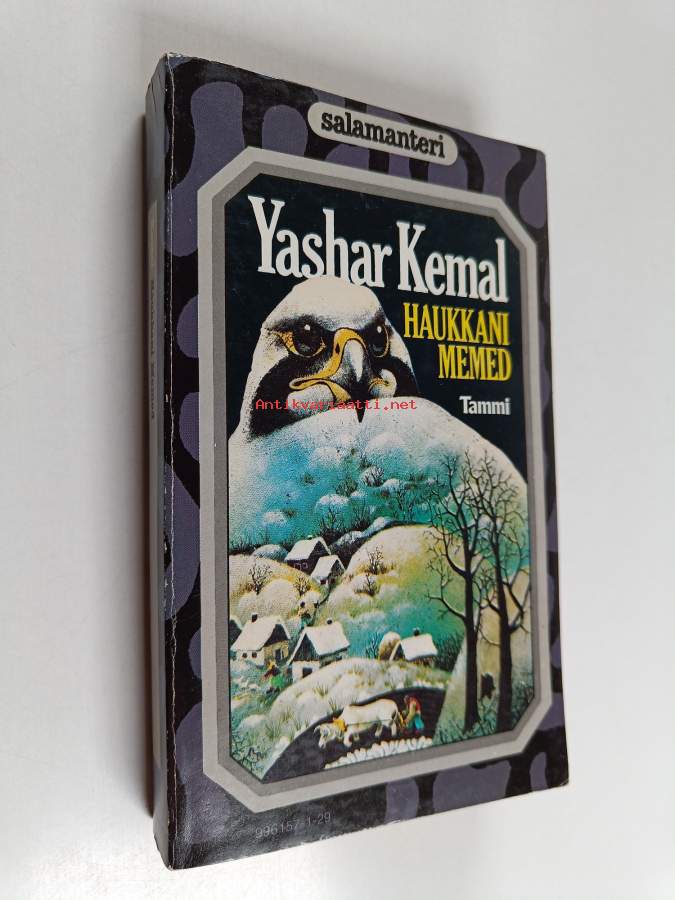 salamanteri
Yashar Kemal
HAUKKANI
MEMED
Tammi
Antikvariaatti.net
996157-1-29